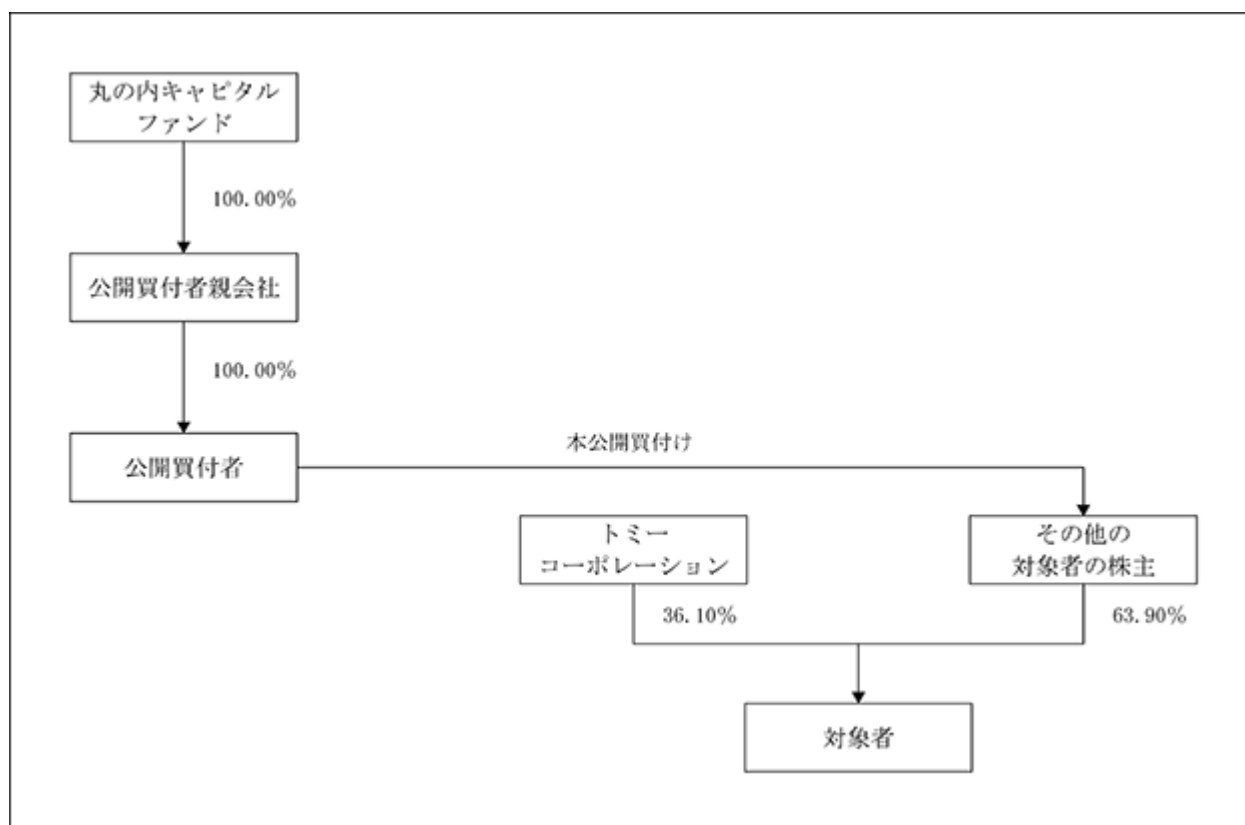 丸の内キャピタル
ファンド
100.00%
公開買付者親会社
100.00%
公開買付者
本公開買付け
トミー
コーポレーション
その他の
対象者の株主
36.10%
63.90%
対象者